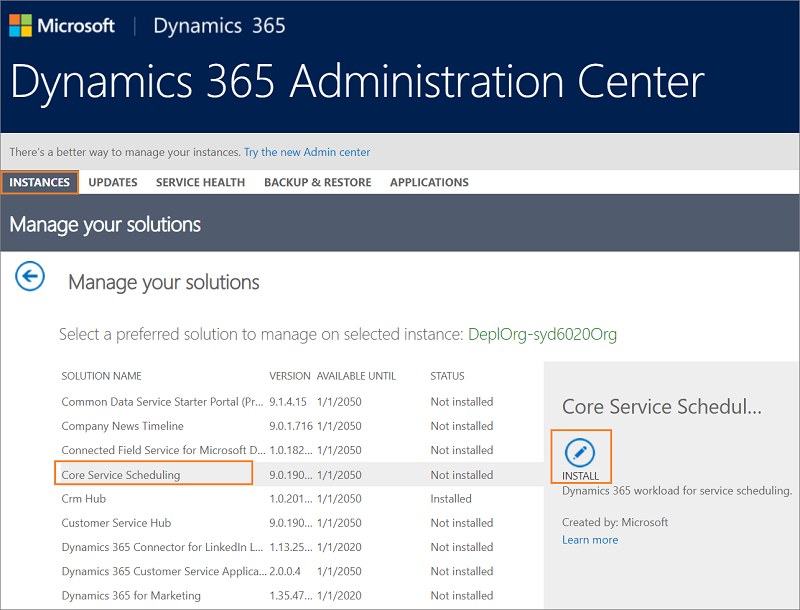 Microsoft | Dynamics 365
Dynamics 365 Administration Center
There's a better way to manage your instances. Try the new Admin center
INSTANCES UPDATES SERVICE HEALTH BACKUP & RESTORE APPLICATIONS
Manage your solutions
Manage your solutions
Select a preferred solution to manage on selected instance: DeplOrg-syd6020Org
SOLUTION NAME VERSION AVAILABLE UNTIL STATUS
Common Data Service Starter Portal (Pr... 9.1.4.15 1/1/2050 Not installed
Company News Timeline 9.0.1.716 1/1/2050 Not installed
Connected Field Service for Microsoft D... 1.0.182... 1/1/2050 Not installed
Core Service Scheduling 9.0.190... 1/1/2050 Not installed
Crm Hub 1.0.201... 1/1/2050 Installed
Customer Service Hub 9.0.190... 1/1/2050 Not installed
Dynamics 365 Connector for LinkedIn L... 1.13.25... 1/1/2020 Not installed
Dynamics 365 Customer Service Applica... 2.0.0.4 1/1/2050 Not installed
Dynamics 365 for Marketing 1.35.47... 1/1/2020 Not installed
Core Service Schedul...
INSTALL
Dynamics 365 workload for service scheduling.
Created by: Microsoft
Learn more